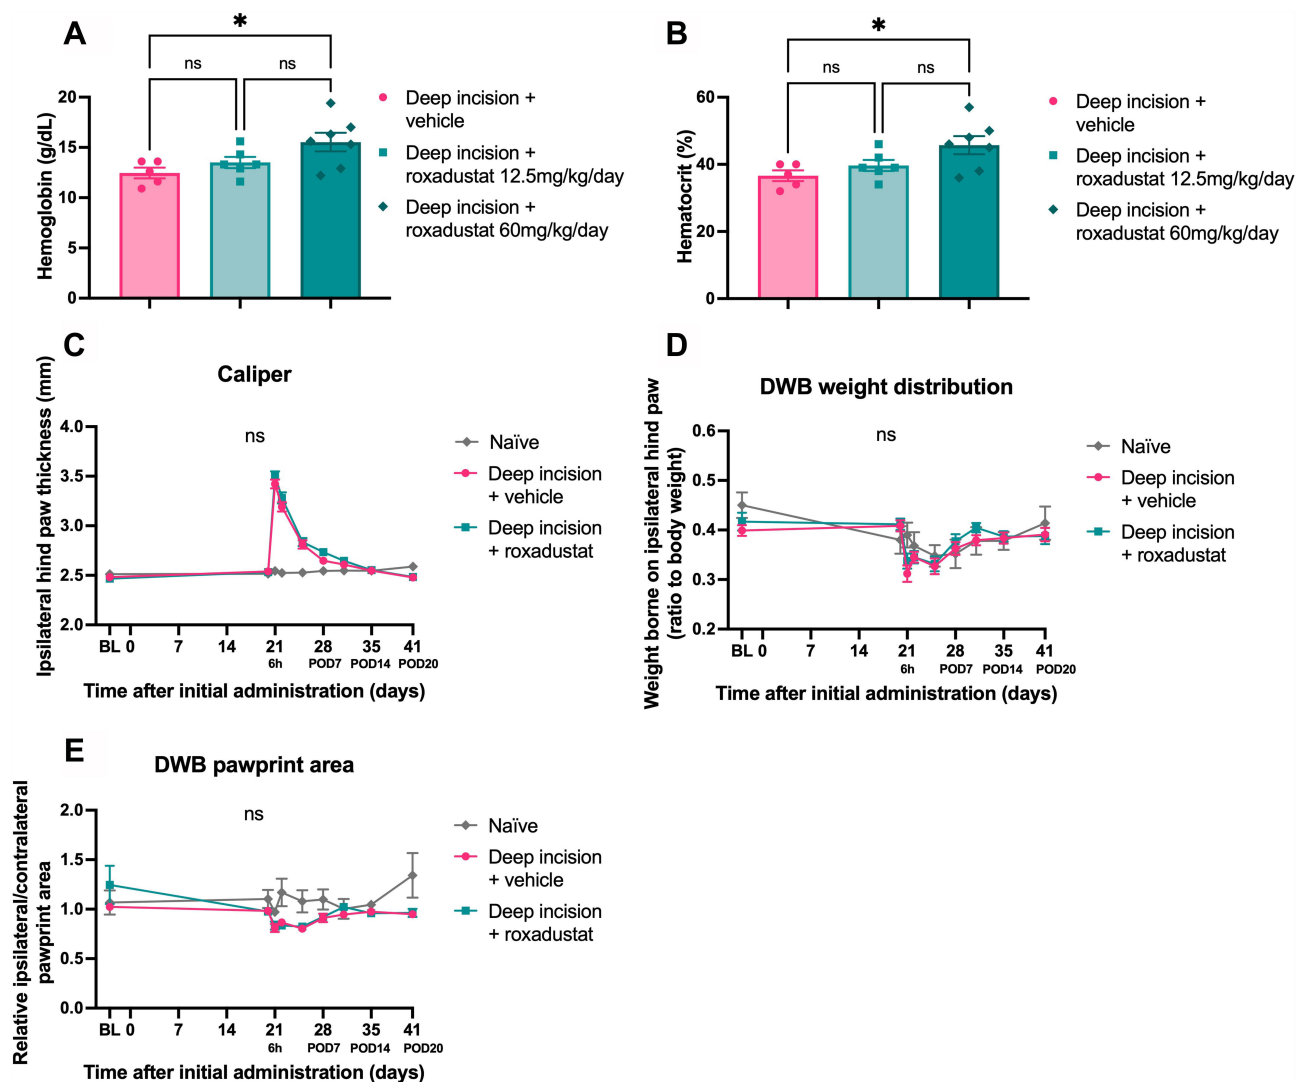 A
*
ns
ns
Hemoglobin (g/dL)
20
15
10
5
0
Deep incision +
vehicle
Deep incision +
roxadustat 12.5mg/kg/day
Deep incision +
roxadustat 60mg/kg/day
B
*
ns
ns
Hematocrit (%)
60
40
20
0
Deep incision +
vehicle
Deep incision +
roxadustat 12.5mg/kg/day
Deep incision +
roxadustat 60mg/kg/day
C
Caliper
Ipsilateral hind paw thickness (mm)
ns
4.0
3.5
3.0
2.5
2.0
BL 0 7 14 21 28 35 41
6h POD7 POD14 POD20
Time after initial administration (days)
Naïve
Deep incision
+ vehicle
Deep incision
+ roxadustat
D
DWB weight distribution
Weight borne on ipsilateral hind paw
(ratio to body weight)
ns
0.6
0.5
0.4
0.3
0.2
BL 0 7 14 21 28 35 41
6h POD7 POD14 POD20
Time after initial administration (days)
Naïve
Deep incision
+ vehicle
Deep incision
+ roxadustat
E
DWB pawprint area
Relative ipsilateral/contralateral
pawprint area
ns
2.0
1.5
1.0
0.5
0.0
BL 0 7 14 21 28 35 41
6h POD7 POD14 POD20
Time after initial administration (days)
Naïve
Deep incision
+ vehicle
Deep incision
+ roxadustat